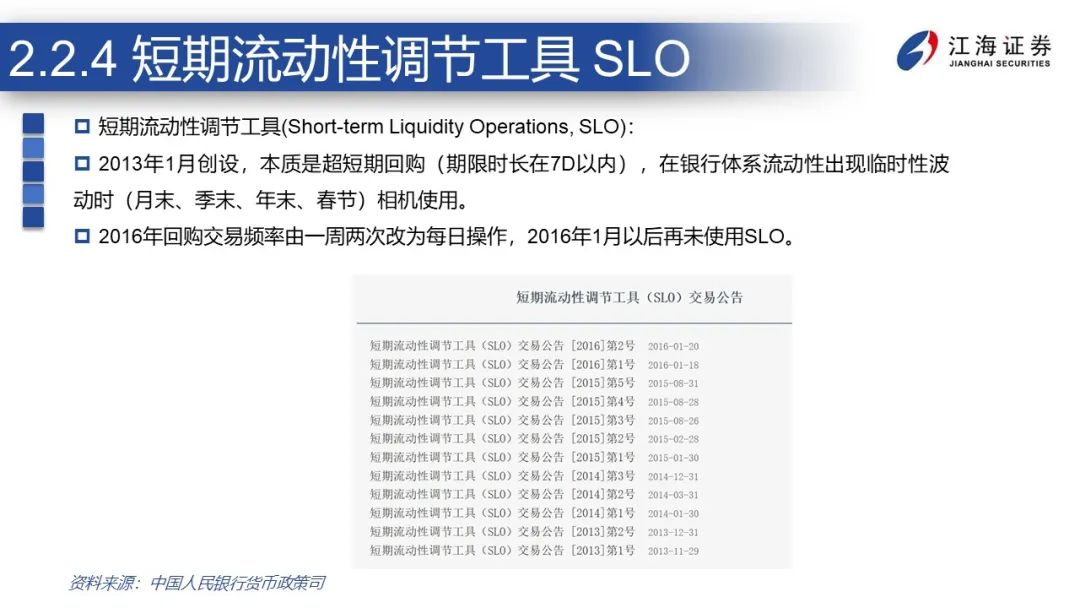 2.2.4 短期流动性调节工具 SLO
江海证券
JIANGHAI SECURITIES
短期流动性调节工具(Short-term Liquidity Operations, SLO)：
2013年1月创设，本质是超短期回购（期限时长在7D以内），在银行体系流动性出现临时性波
动时（月末、季末、年末、春节）相机使用。
2016年回购交易频率由一周两次改为每日操作，2016年1月以后再未使用SLO。
短期流动性调节工具（SLO）交易公告
短期流动性调节工具（SLO）交易公告 [2016]第2号 2016-01-20
短期流动性调节工具（SLO）交易公告 [2016]第1号 2016-01-18
短期流动性调节工具（SLO）交易公告 [2015]第5号 2015-08-31
短期流动性调节工具（SLO）交易公告 [2015]第4号 2015-08-28
短期流动性调节工具（SLO）交易公告 [2015]第3号 2015-08-26
短期流动性调节工具（SLO）交易公告 [2015]第2号 2015-02-28
短期流动性调节工具（SLO）交易公告 [2015]第1号 2015-01-30
短期流动性调节工具（SLO）交易公告 [2014]第3号 2014-12-31
短期流动性调节工具（SLO）交易公告 [2014]第2号 2014-03-31
短期流动性调节工具（SLO）交易公告 [2014]第1号 2014-01-30
短期流动性调节工具（SLO）交易公告 [2013]第2号 2013-12-31
短期流动性调节工具（SLO）交易公告 [2013]第1号 2013-11-29
资料来源：中国人民银行货币政策司